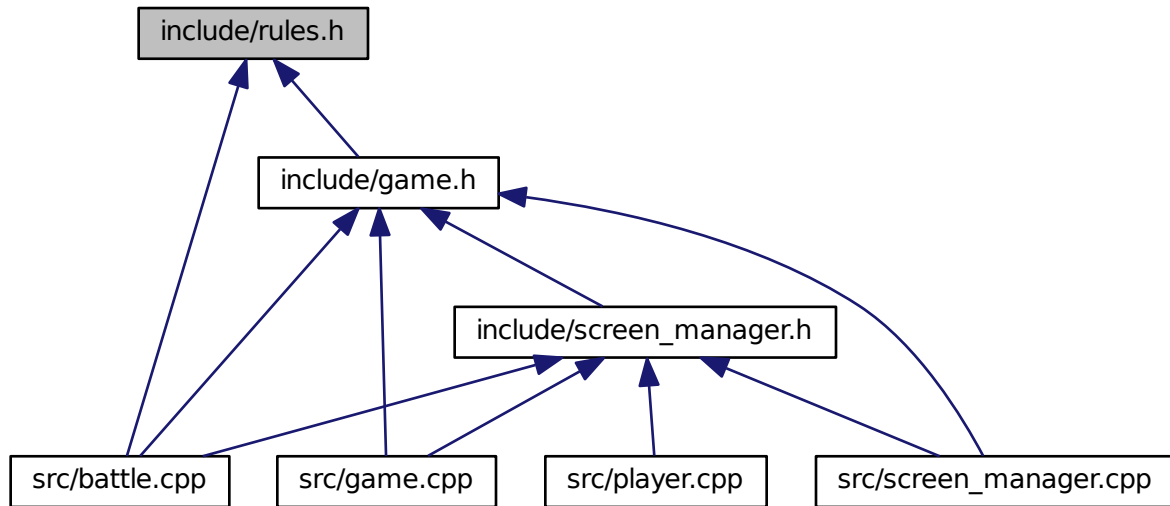 include/rules.h
include/game.h
include/screen_manager.h
src/battle.cpp
src/game.cpp
src/player.cpp
src/screen_manager.cpp